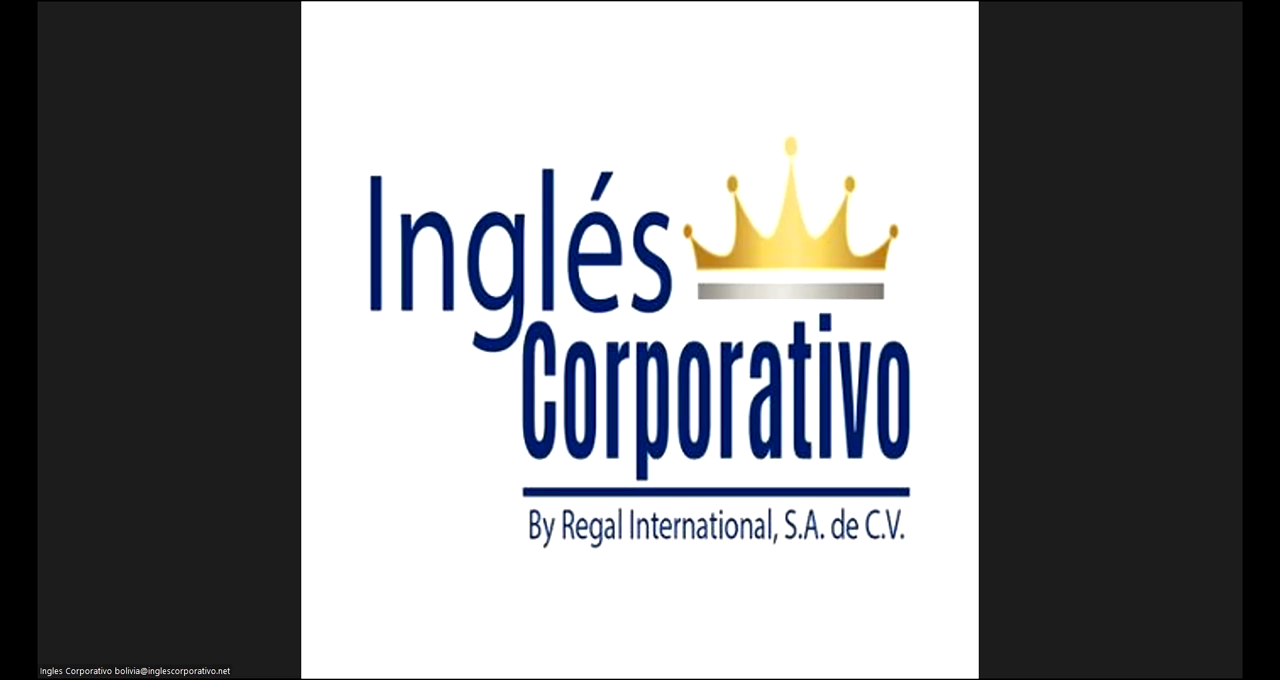 Inglés
Corporativo
By Regal International, S.A. de C.V.
Ingles Corporativo bolivia@inglescorporativo.net